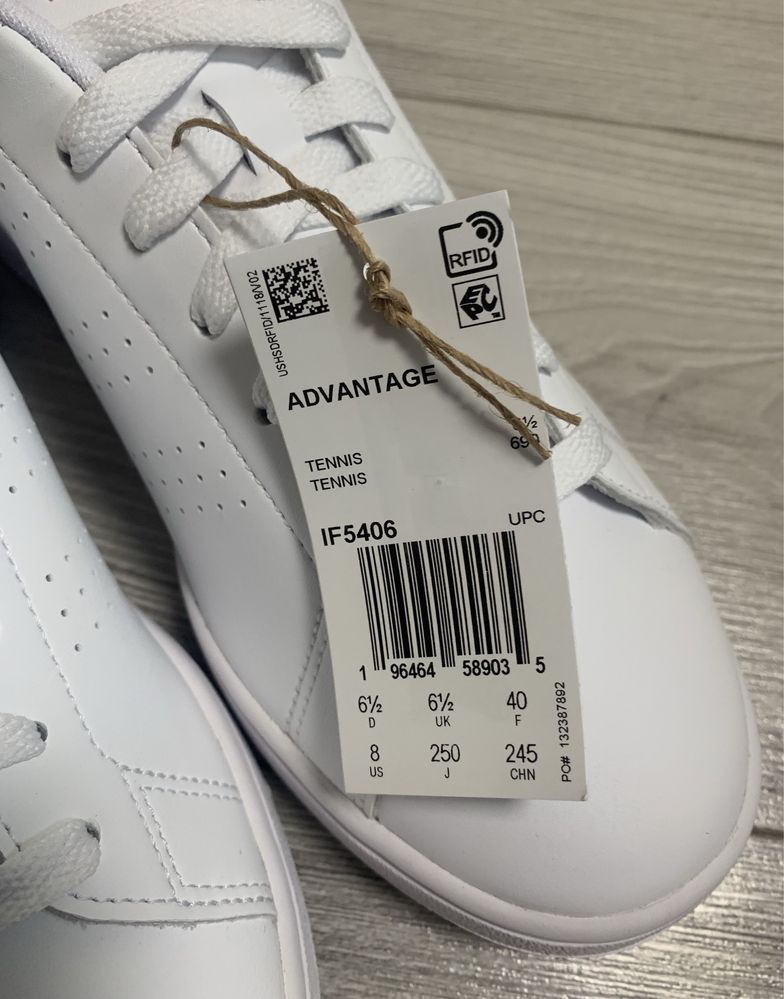 USHSDRFID/1118/V02
RFID
EPC
ADVANTAGE
TENNIS
TENNIS
IF5406
UPC
1 96464 58903 5
6½ 6½ 40
D UK F
8 250 245
US J CHN
PO# 132387892